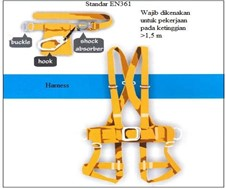 Standar EN361
Wajib dikenakan
untuk pekerjaan
pada ketinggian
>1,5 m
buckle
shock
absorber
hook
Harness